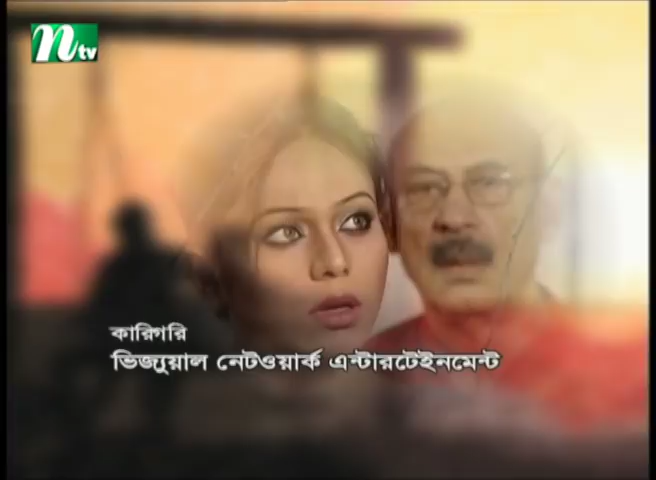 Ntv
কারিগরি
ভিজ্যুয়াল নেটওয়ার্ক এন্টারটেইনমেন্ট